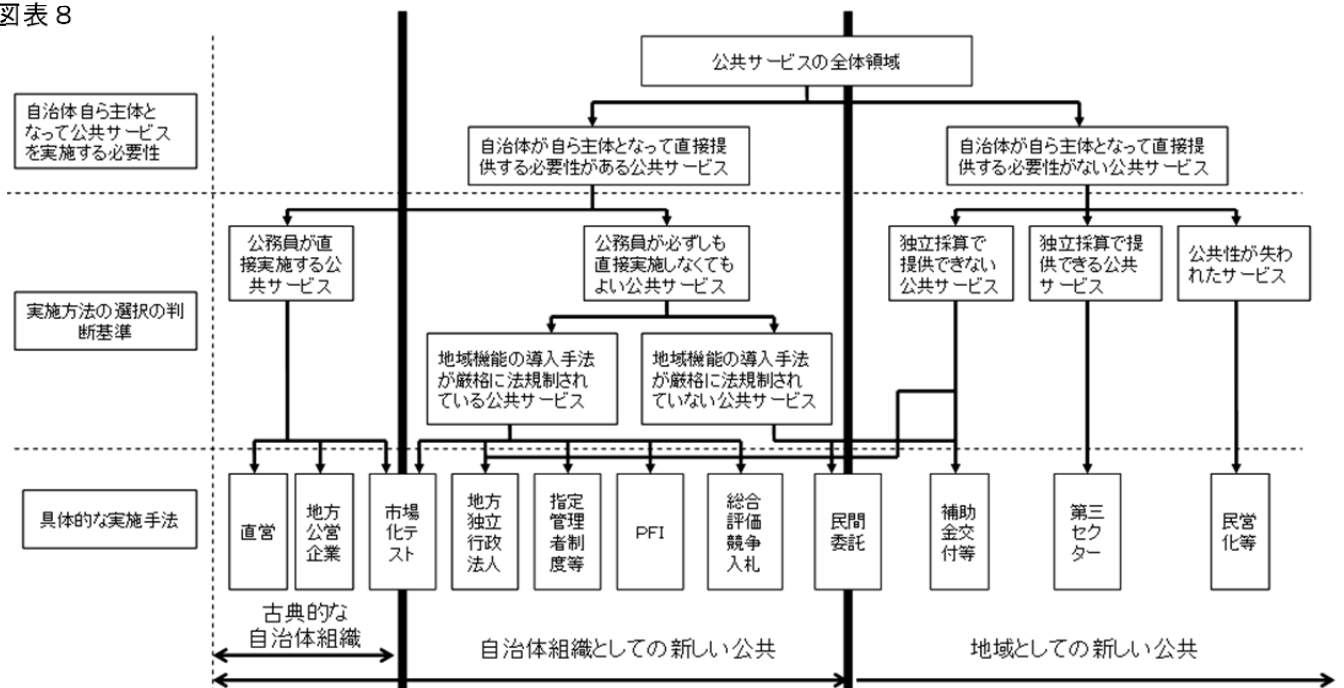 図表８
公共サービスの全体領域
自治体自ら主体と
なって公共サービス
を実施する必要性
自治体が自ら主体となって直接提
供する必要性がある公共サービス
自治体が自ら主体となって直接提
供する必要性がない公共サービス
実施方法の選択の判
断基準
公務員が直
接実施する公
共サービス
公務員が必ずしも
直接実施しなくても
よい公共サービス
独立採算で
提供できない
公共サービス
独立採算で提
供できる公共
サービス
公共性が失わ
れたサービス
地域機能の導入手法
が厳格に法規制され
ている公共サービス
地域機能の導入手法
が厳格に法規制され
ていない公共サービス
具体的な実施手法
直営
地方
公営
企業
市場
化テ
スト
地方
独立
行政
法人
指定
管理
者制
度等
PFI
総合
評価
競争
入札
民間
委託
補助
金交
付等
第三
セク
ター
民営
化等
古典的な
自治体組織
自治体組織としての新しい公共
地域としての新しい公共